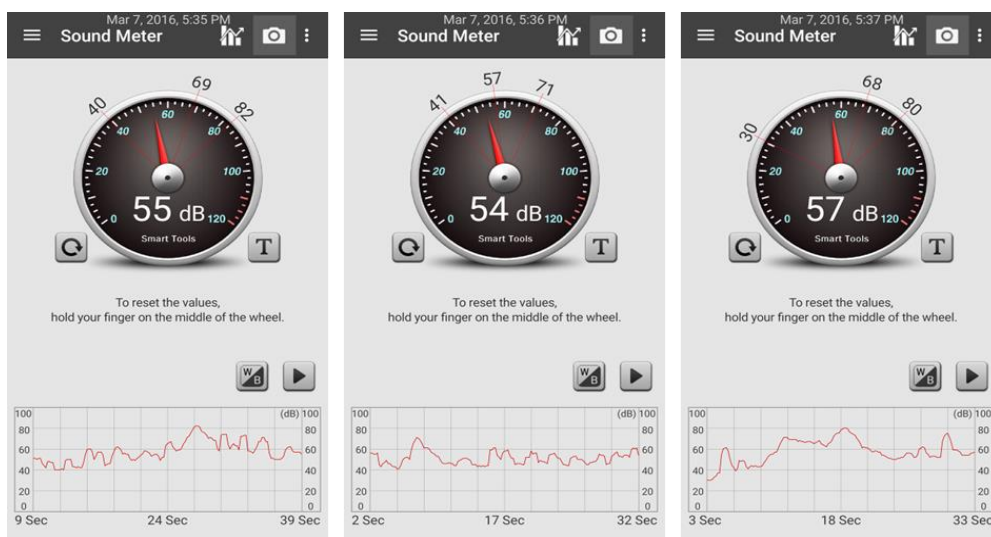 Mar 7, 2016, 5:35 PM
Sound Meter
40
69
82
0
20
40
60
80
100
120
55 dB
Smart Tools
T
To reset the values,
hold your finger on the middle of the wheel.
W
B
100 (dB) 100
80 80
60 60
40 40
20 20
0 0
9 Sec 24 Sec 39 Sec
Mar 7, 2016, 5:36 PM
Sound Meter
41
57
71
0
20
40
60
80
100
120
54 dB
Smart Tools
T
To reset the values,
hold your finger on the middle of the wheel.
W
B
100 (dB) 100
80 80
60 60
40 40
20 20
0 0
2 Sec 17 Sec 32 Sec
Mar 7, 2016, 5:37 PM
Sound Meter
30
68
80
0
20
40
60
80
100
120
57 dB
Smart Tools
T
To reset the values,
hold your finger on the middle of the wheel.
W
B
100 (dB) 100
80 80
60 60
40 40
20 20
0 0
3 Sec 18 Sec 33 Sec